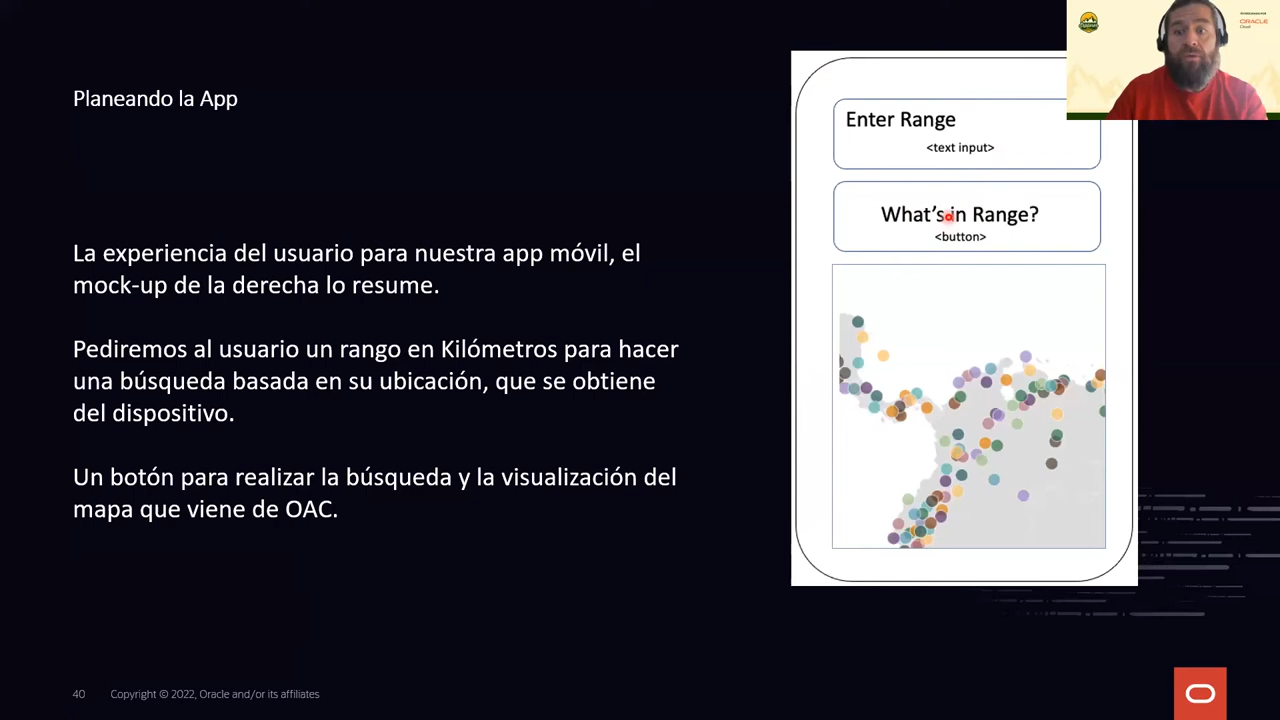 Planeando la App
La experiencia del usuario para nuestra app móvil, el
mock-up de la derecha lo resume.
Pediremos al usuario un rango en Kilómetros para hacer
una búsqueda basada en su ubicación, que se obtiene
del dispositivo.
Un botón para realizar la búsqueda y la visualización del
mapa que viene de OAC.
Enter Range
<text input>
What's in Range?
<button>
ORACLE
Cloud
40 Copyright © 2022, Oracle and/or its affiliates